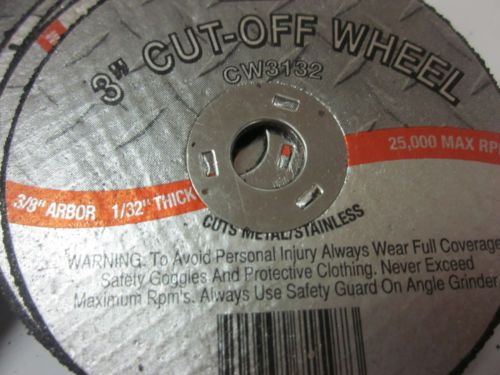 3" CUT-OFF WHEEL
CW3132
3/8" ARBOR 1/32" THICK
25,000 MAX RPM
CUTS METAL/STAINLESS
WARNING: To Avoid Personal Injury Always Wear Full Coverage
Safety Goggles And Protective Clothing. Never Exceed
Maximum Rpm's. Always Use Safety Guard On Angle Grinder